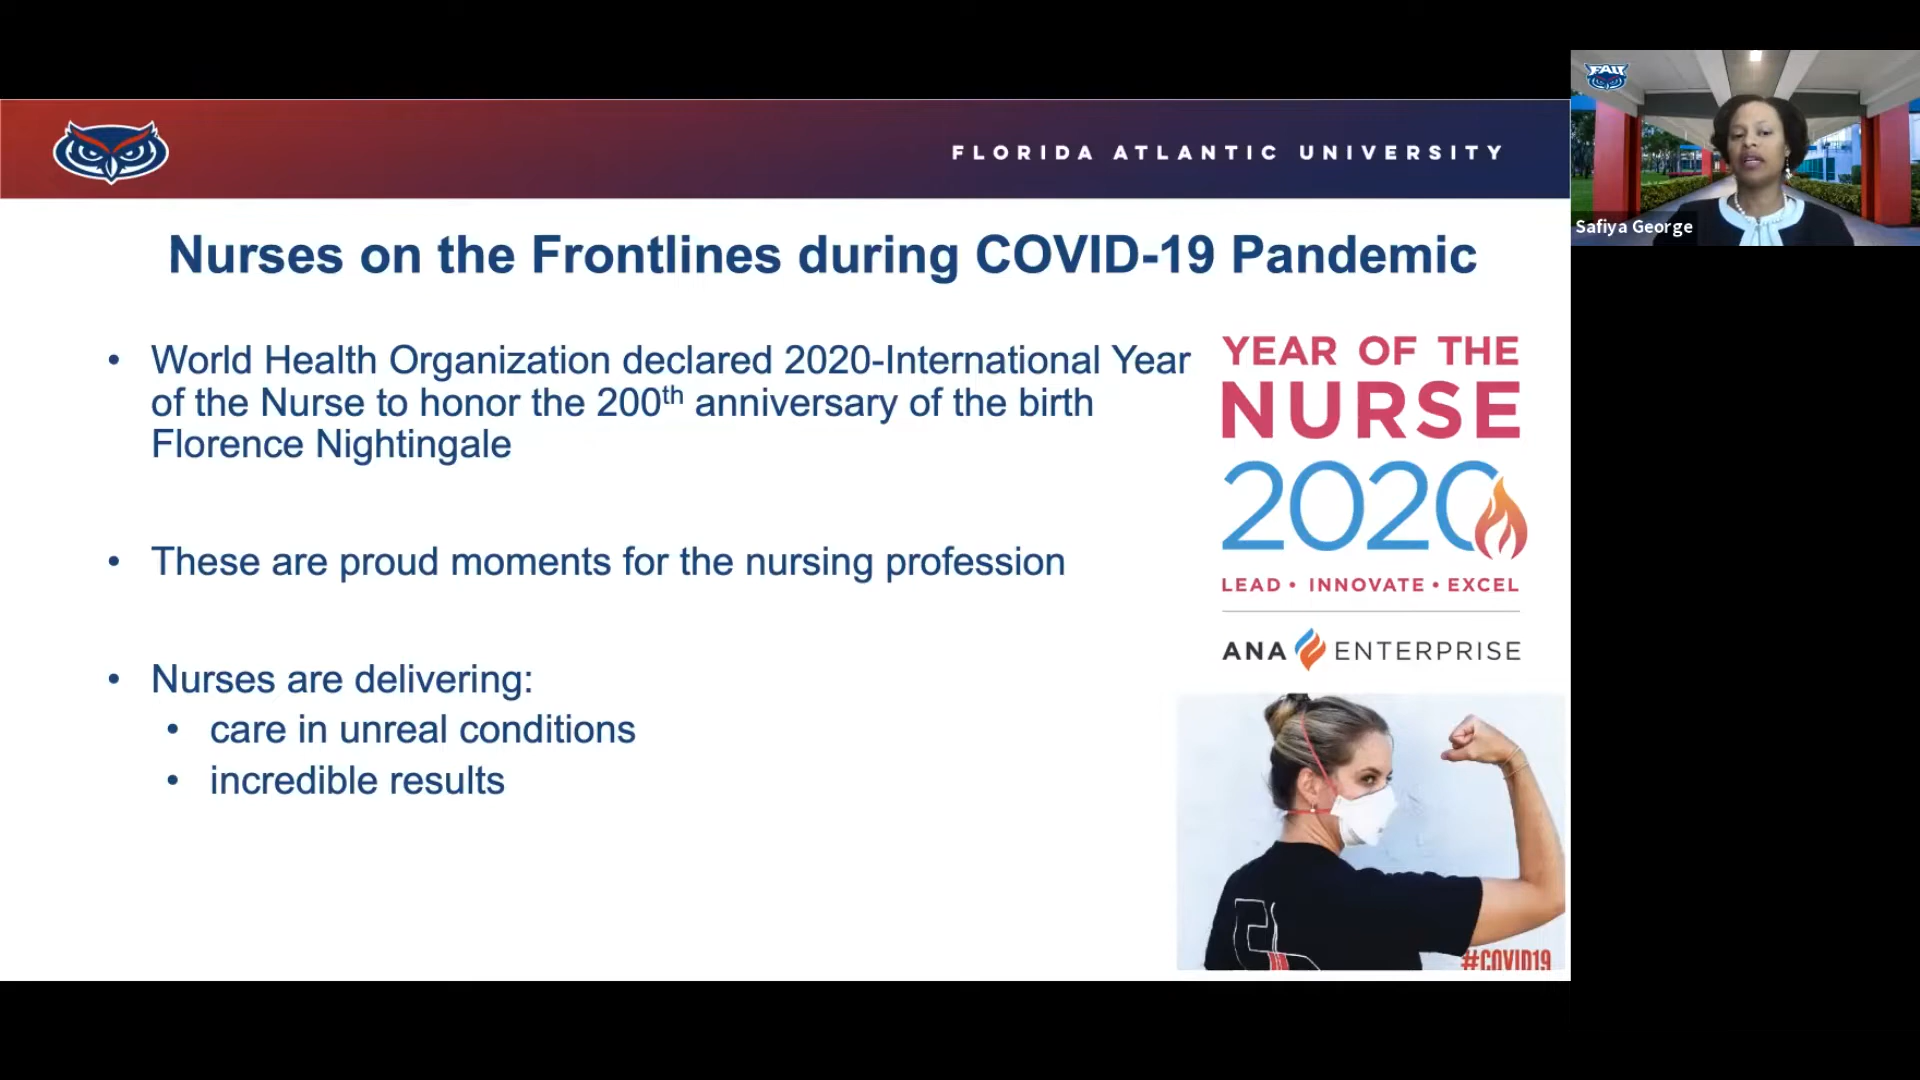 FLORIDA ATLANTIC UNIVERSITY
FAU
Safiya George
Nurses on the Frontlines during COVID-19 Pandemic
• World Health Organization declared 2020-International Year
of the Nurse to honor the 200th anniversary of the birth
Florence Nightingale
• These are proud moments for the nursing profession
• Nurses are delivering:
• care in unreal conditions
• incredible results
YEAR OF THE
NURSE
2020
LEAD • INNOVATE • EXCEL
ANA ENTERPRISE
#COVID19